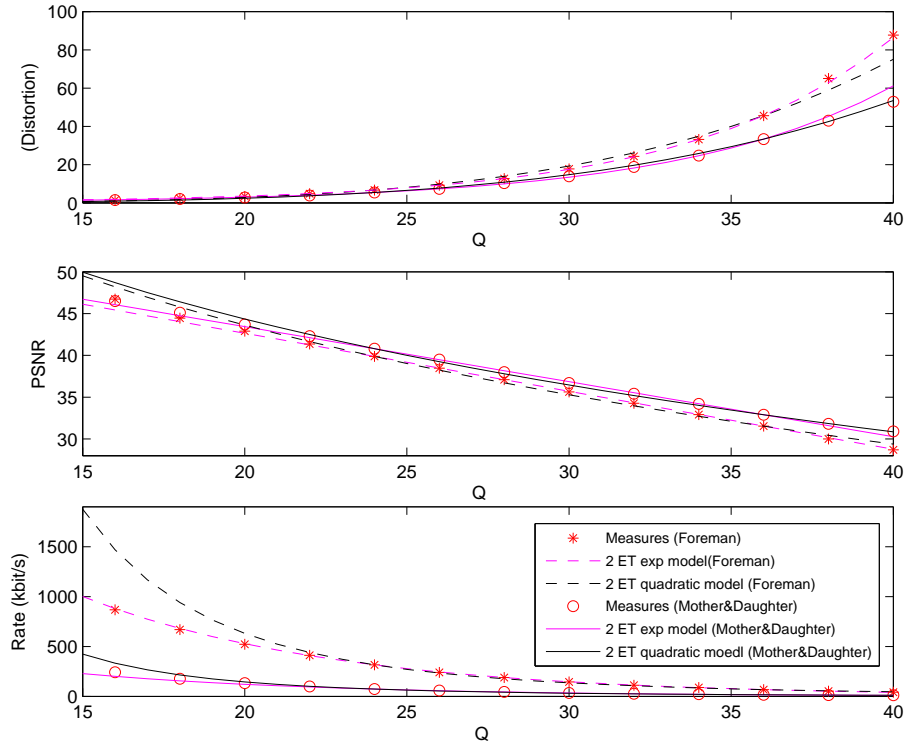 100
80
60
40
20
0
(Distortion)
15 20 25 30 35 40
Q
50
45
40
35
30
PSNR
15 20 25 30 35 40
Q
1500
1000
500
0
Rate (kbit/s)
15 20 25 30 35 40
Q
Measures (Foreman)
2 ET exp model(Foreman)
2 ET quadratic model (Foreman)
Measures (Mother&Daughter)
2 ET exp model (Mother&Daughter)
2 ET quadratic moedl (Mother&Daughter)